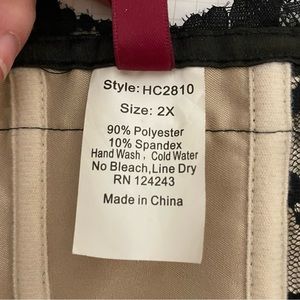 Style: HC2810
Size: 2X
90% Polyester
10% Spandex
Hand Wash, Cold Water
No Bleach,Line Dry
RN 124243
Made in China